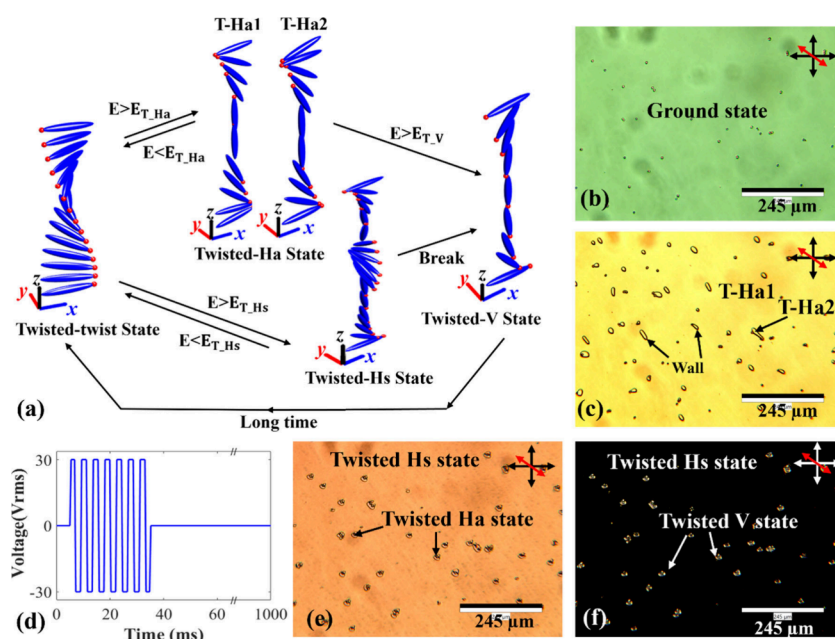 T-Ha1 T-Ha2
E>E_T_Ha
E<E_T_Ha
E>E_T_V
z
y x
z
y x
Twisted-Ha State
Break
z
y x
Twisted-twist State
E>E_T_Hs
E<E_T_Hs
z
y x
Twisted-V State
z
y x
Twisted-Hs State
(a)
Long time
Ground state
(b)
245 µm
T-Ha1
T-Ha2
Wall
(c)
245 µm
Voltage(Vrms)
30
0
-30
0 20 40 60 1000
(d)
Time (ms)
Twisted Hs state
Twisted Ha state
(e)
245 µm
Twisted Hs state
Twisted V state
(f)
245 µm